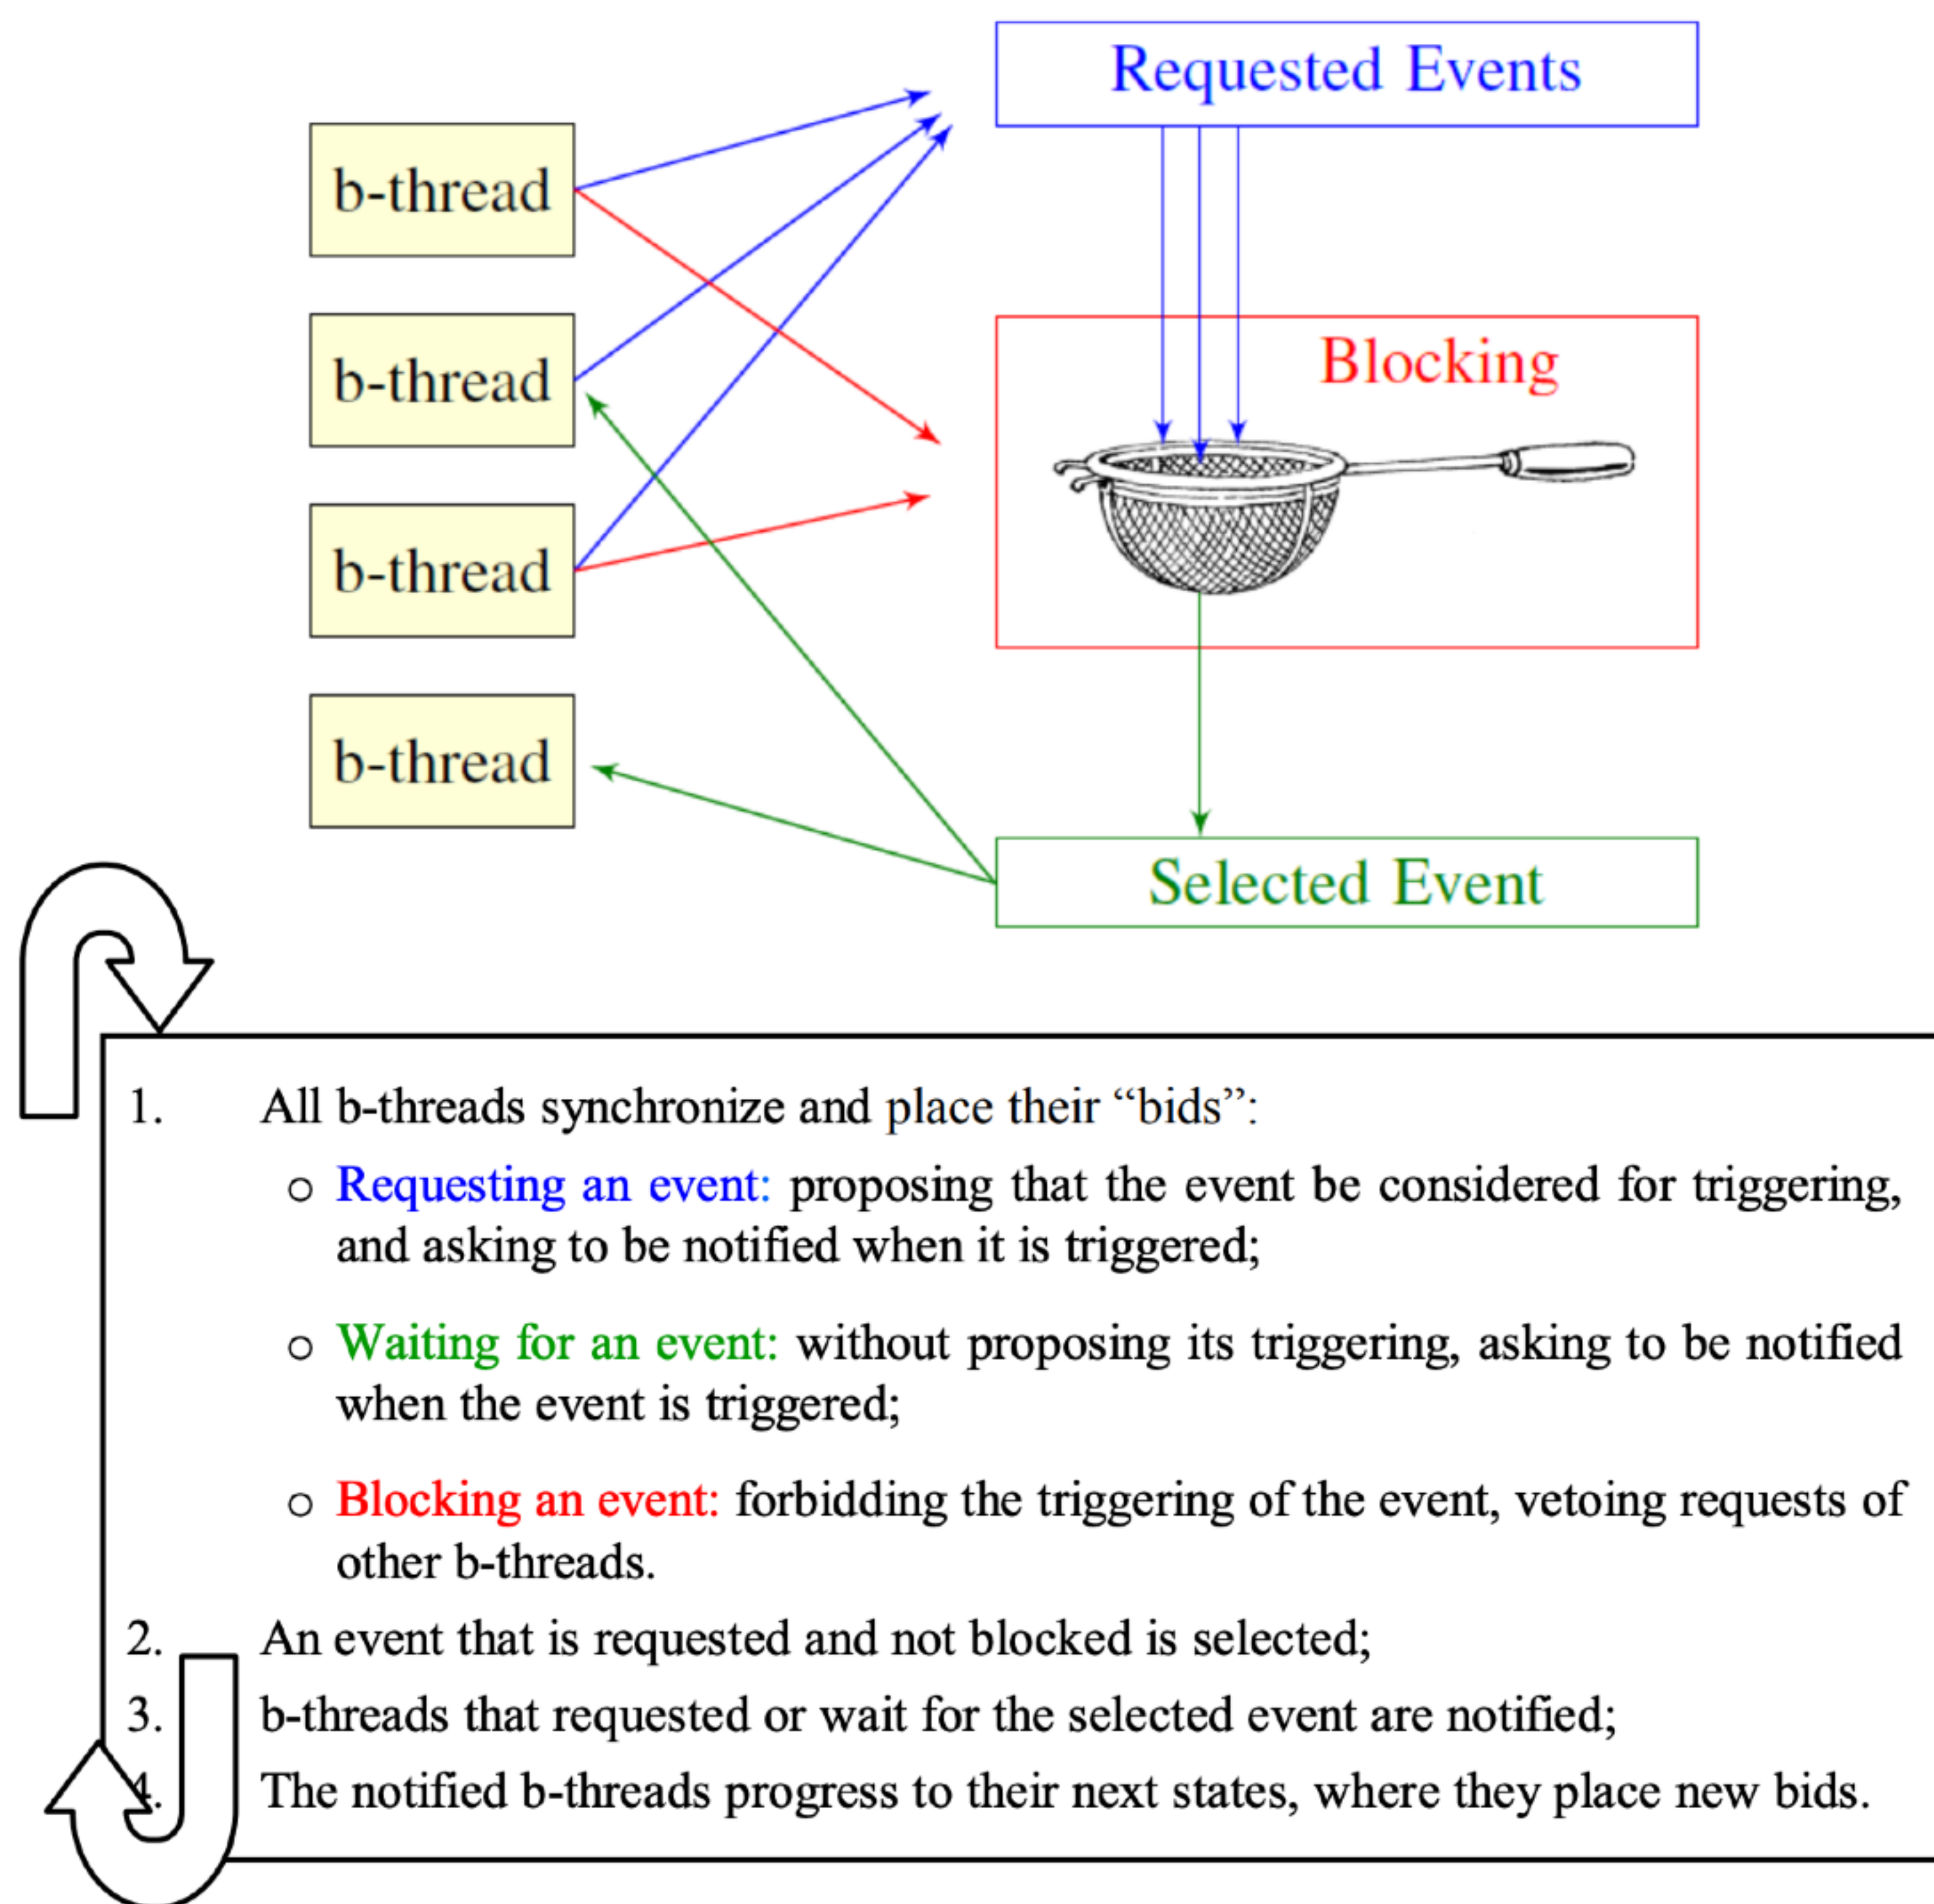 Requested Events
b-thread
Blocking
b-thread
b-thread
b-thread
Selected Event
1. All b-threads synchronize and place their “bids”:
o Requesting an event: proposing that the event be considered for triggering,
and asking to be notified when it is triggered;
o Waiting for an event: without proposing its triggering, asking to be notified
when the event is triggered;
o Blocking an event: forbidding the triggering of the event, vetoing requests of
other b-threads.
2. An event that is requested and not blocked is selected;
3. b-threads that requested or wait for the selected event are notified;
4. The notified b-threads progress to their next states, where they place new bids.